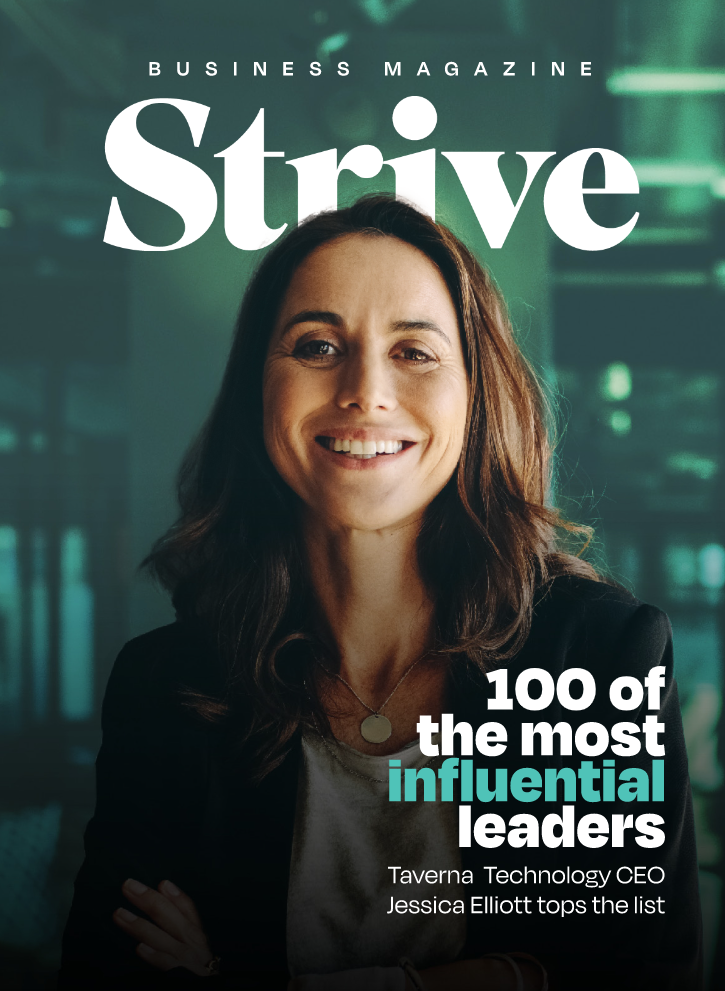 BUSINESS MAGAZINE
Strive
100 of
the most
influential
leaders
Taverna Technology CEO
Jessica Elliott tops the list